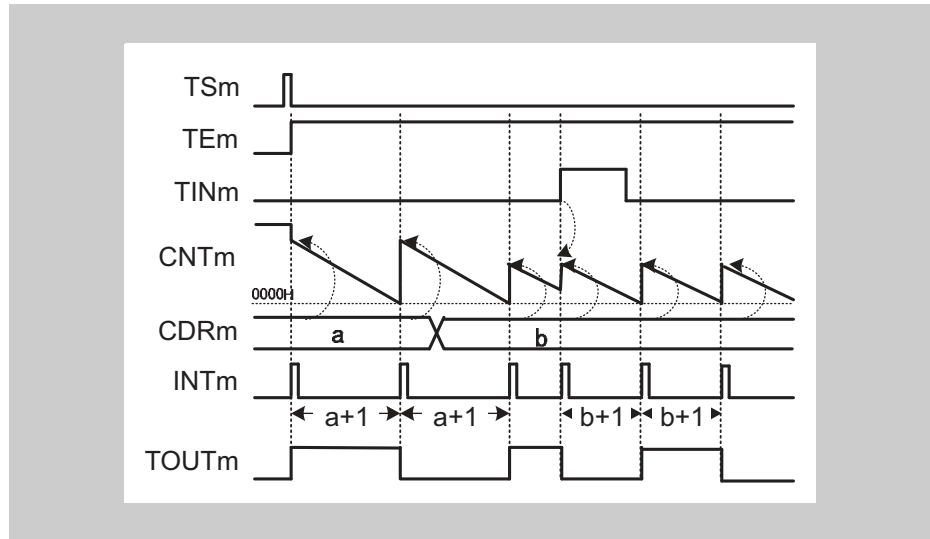 TSm
TEm
TINm
CNTm
0000H
CDRm
a
b
INTm
a+1
a+1
b+1
b+1
TOUTm